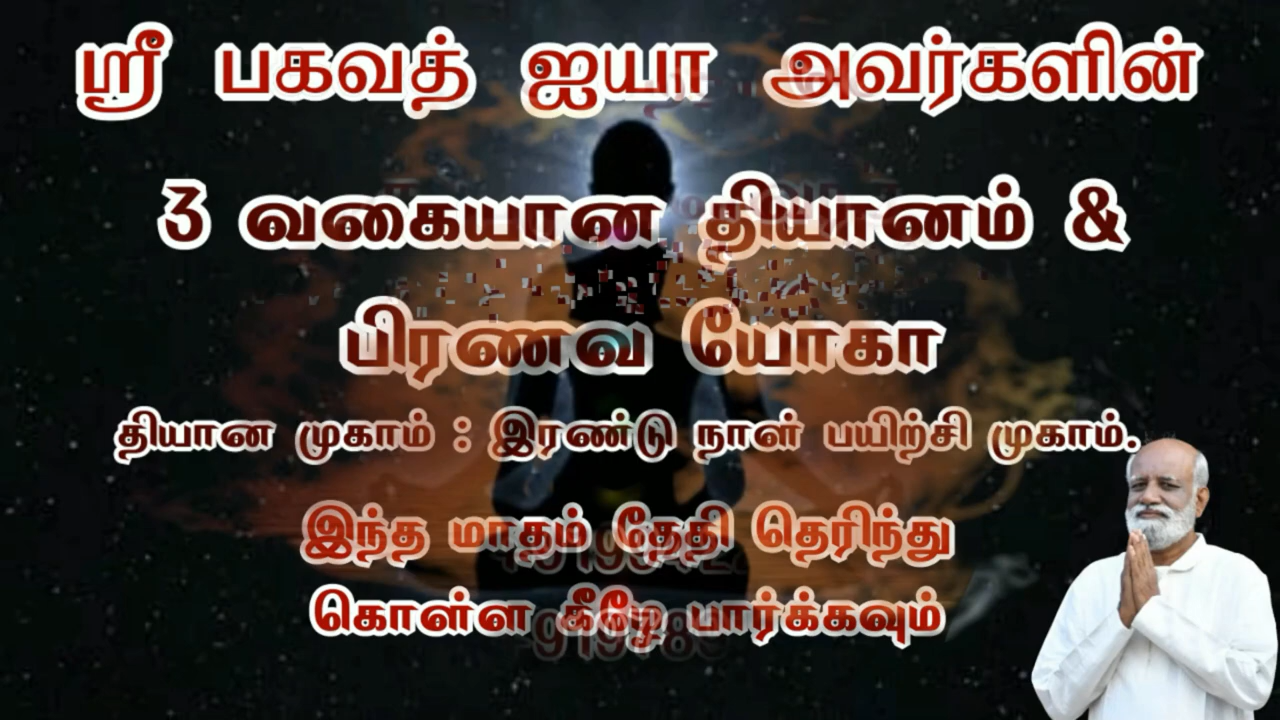 ஸ்ரீ பகவத் ஐயா அவர்களின்
3 வகையான தியானம் &
பிரணவ யோகா
தியான முகாம் : இரண்டு நாள் பயிற்சி முகாம்.
இந்த மாதம் தேதி தெரிந்து
கொள்ள கீழே பார்க்கவும்